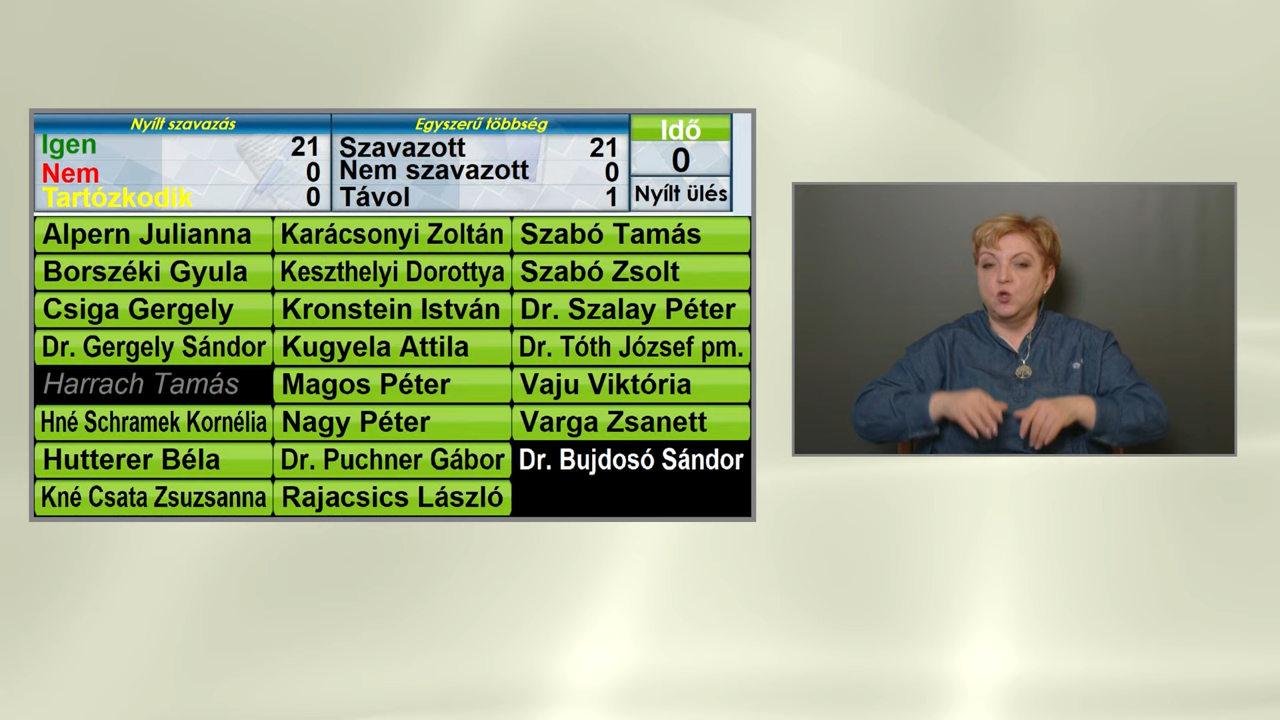 Nyílt szavazás
Igen 21
Nem 0
Tartózkodik 0
Egyszerű többség
Szavazott 21
Nem szavazott 0
Távol 1
Idő
0
Nyílt ülés
Alpern Julianna Karácsonyi Zoltán Szabó Tamás
Borszéki Gyula Keszthelyi Dorottya Szabó Zsolt
Csiga Gergely Kronstein István Dr. Szalay Péter
Dr. Gergely Sándor Kugyela Attila Dr. Tóth József pm.
Harrach Tamás Magos Péter Vaju Viktória
Hné Schramek Kornélia Nagy Péter Varga Zsanett
Hutterer Béla Dr. Puchner Gábor Dr. Bujdosó Sándor
Kné Csata Zsuzsanna Rajacsics László